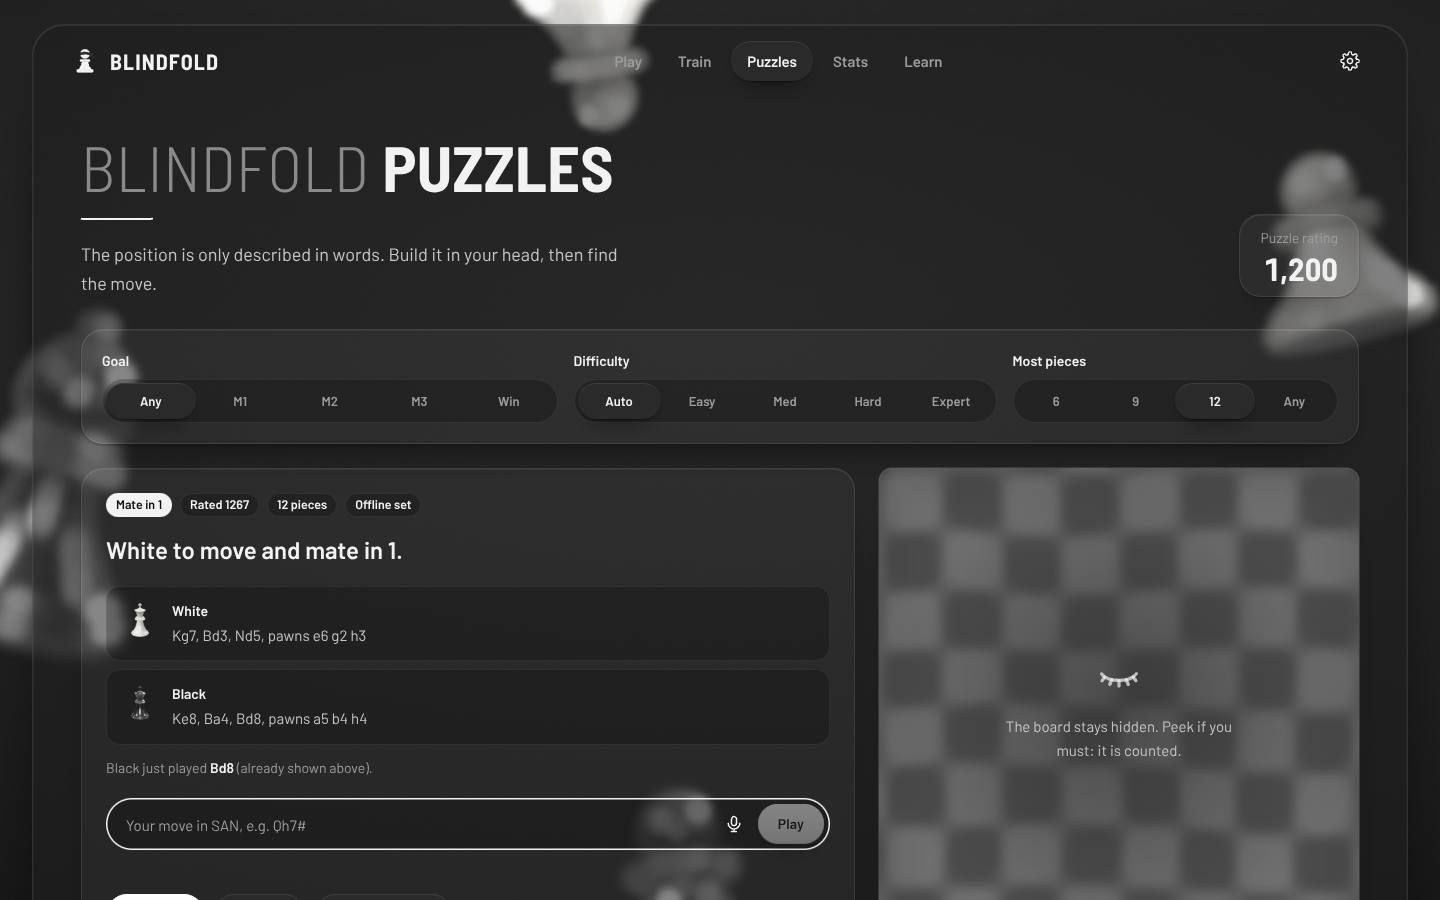 BLINDFOLD
Play
Train
Puzzles
Stats
Learn
BLINDFOLD PUZZLES
The position is only described in words. Build it in your head, then find
the move.
Puzzle rating
1,200
Goal
Any
M1
M2
M3
Win
Difficulty
Auto
Easy
Med
Hard
Expert
Most pieces
6
9
12
Any
Mate in 1
Rated 1267
12 pieces
Offline set
White to move and mate in 1.
White
Kg7, Bd3, Nd5, pawns e6 g2 h3
Black
Ke8, Ba4, Bd8, pawns a5 b4 h4
Black just played Bd8 (already shown above).
Your move in SAN, e.g. Qh7#
Play
The board stays hidden. Peek if you
must: it is counted.